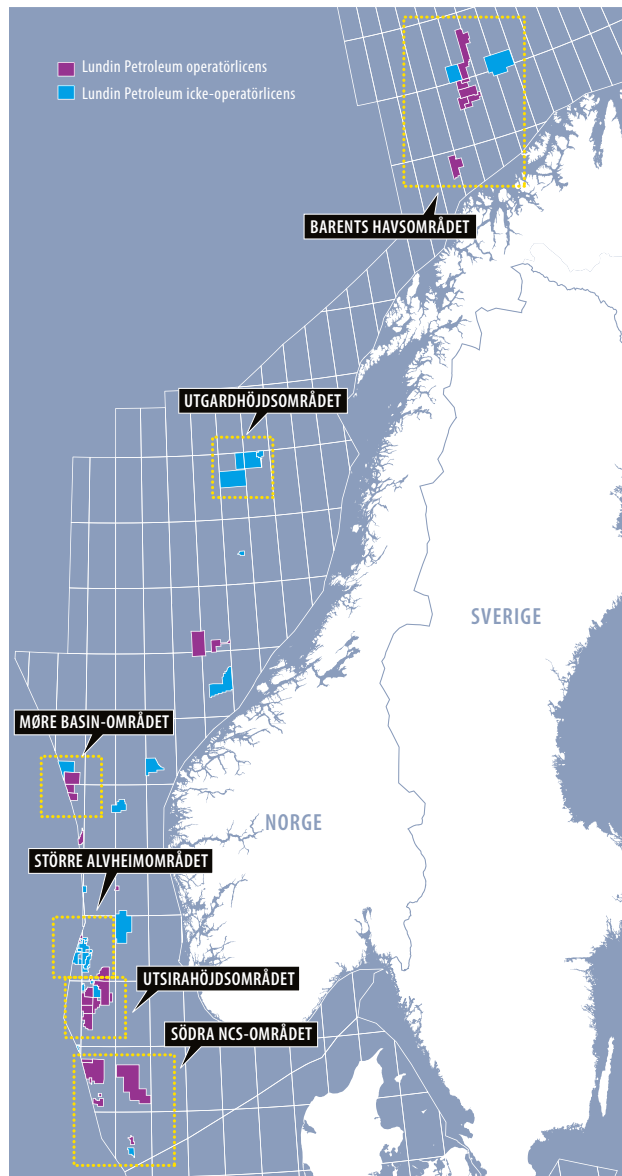 Lundin Petroleum operatörlicens
Lundin Petroleum icke-operatörlicens
BARENTS HAVSOMRÅDET
UTGARDHÖJDSOMRÅDET
SVERIGE
MØRE BASIN-OMRÅDET
NORGE
STÖRRE ALVHEIMOMRÅDET
UTSIRAHÖJDSOMRÅDET
SÖDRA NCS-OMRÅDET